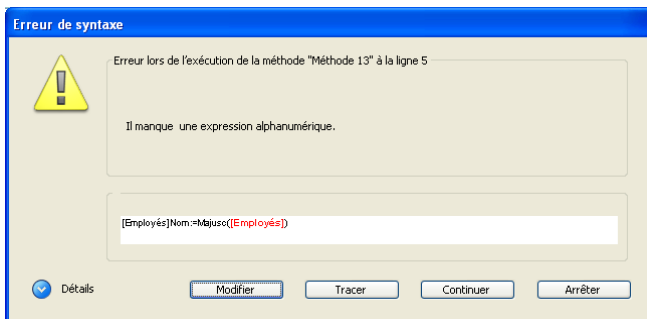 Erreur de syntaxe
Erreur lors de l'exécution de la méthode "Méthode 13" à la ligne 5
Il manque une expression alphanumérique.
[Employés]Nom:=Majusc([Employés])
Détails
Modifier
Tracer
Continuer
Arrêter